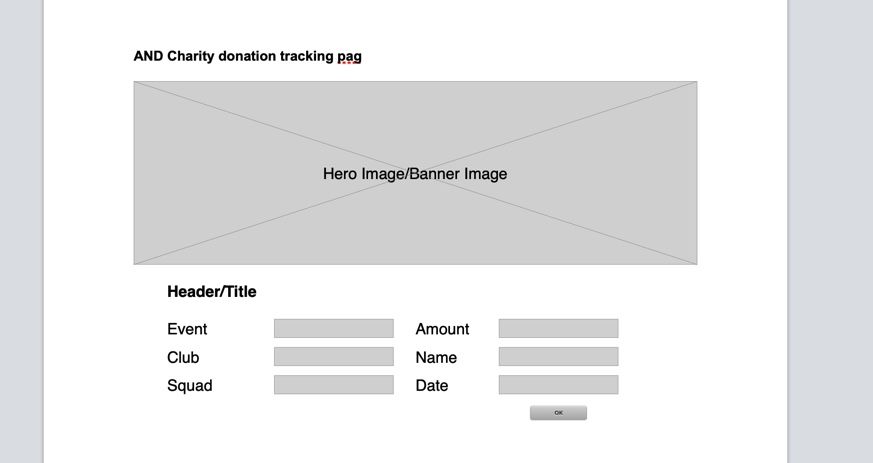 AND Charity donation tracking pag
Hero Image/Banner Image
Header/Title
Event Amount
Club Name
Squad Date
OK